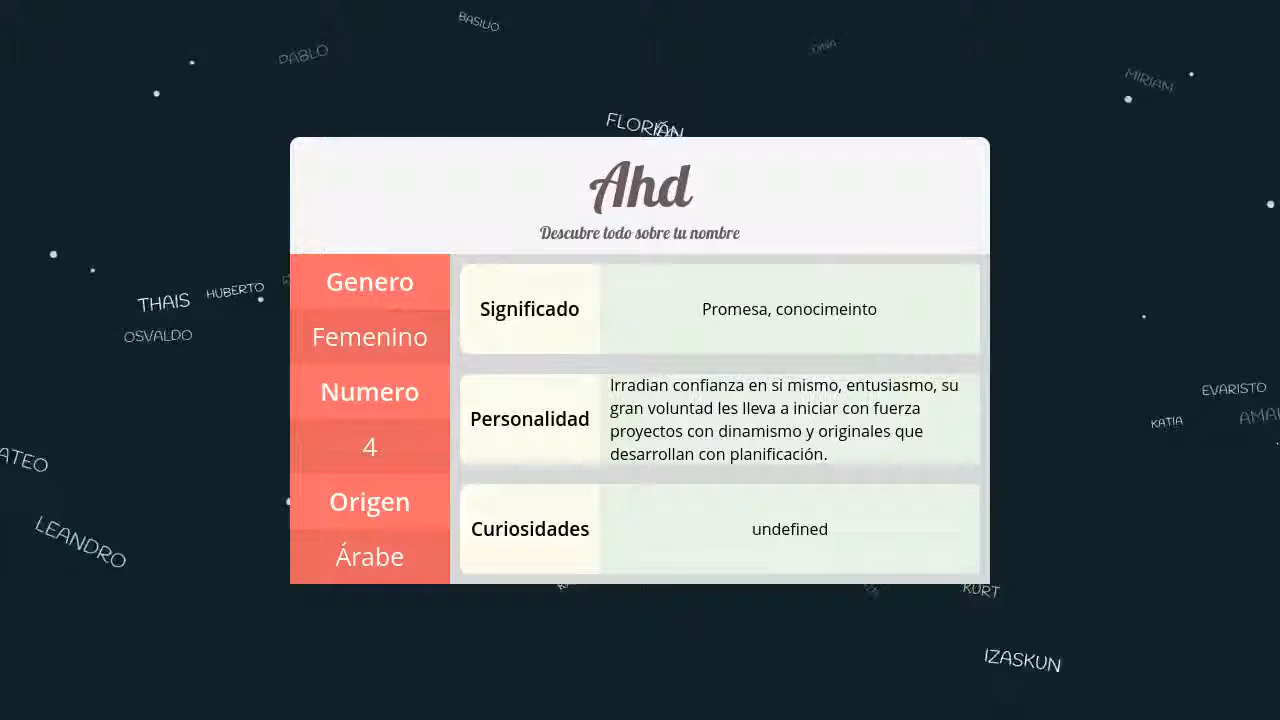 BASILIO
PABLO
DINA
MIRIAM
FLORIÁN
Ahd
Descubre todo sobre tu nombre
Genero
Femenino
Numero
4
Origen
Árabe
Significado
Promesa, conocimeinto
Personalidad
Irradian confianza en si mismo, entusiasmo, su
gran voluntad les lleva a iniciar con fuerza
proyectos con dinamismo y originales que
desarrollan con planificación.
Curiosidades
undefined
THAIS
HUBERTO
OSVALDO
EVARISTO
KATIA
ATEO
LEANDRO
KURT
IZASKUN